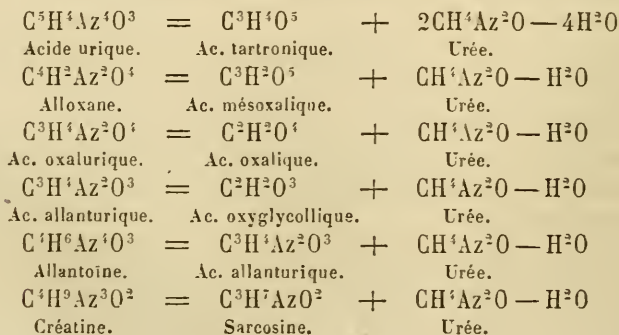 C⁵H⁴Az⁴O³ = C³H⁴O⁵ + 2CH⁴Az²O — 4H²O
Acide urique. Ac. tartronique. Urée.
C⁴H²Az²O⁴ = C³H²O⁵ + CH⁴Az²O — H²O
Alloxane. Ac. mésoxalique. Urée.
C³H⁴Az²O⁴ = C²H²O⁴ + CH⁴Az²O — H²O
Ac. oxalurique. Ac. oxalique. Urée.
C³H⁴Az²O³ = C²H²O³ + CH⁴Az²O — H²O
Ac. allanturique. Ac. oxyglycollique. Urée.
C⁴H⁶Az⁴O³ = C³H⁴Az²O³ + CH⁴Az²O — H²O
Allantoïne. Ac. allanturique. Urée.
C⁴H⁹Az³O² = C³H⁷AzO² + CH⁴Az²O — H²O
Créatine. Sarcosine. Urée.